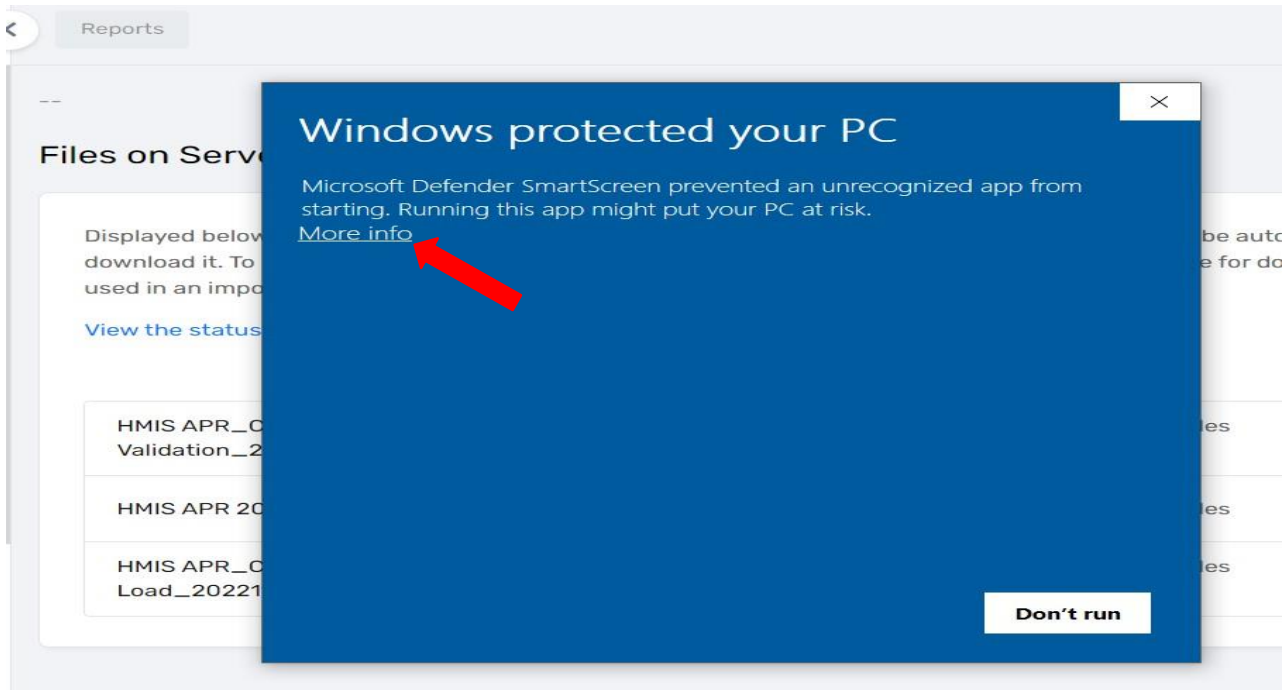 Reports
--
Files on Serv
Windows protected your PC
Microsoft Defender SmartScreen prevented an unrecognized app from
starting. Running this app might put your PC at risk.
More info
Displayed below
be auto
download it. To
e for do
used in an impo
View the status
HMIS APR_
Validation_2
les
HMIS APR 20
les
HMIS APR_
Load_20221
les
Don't run